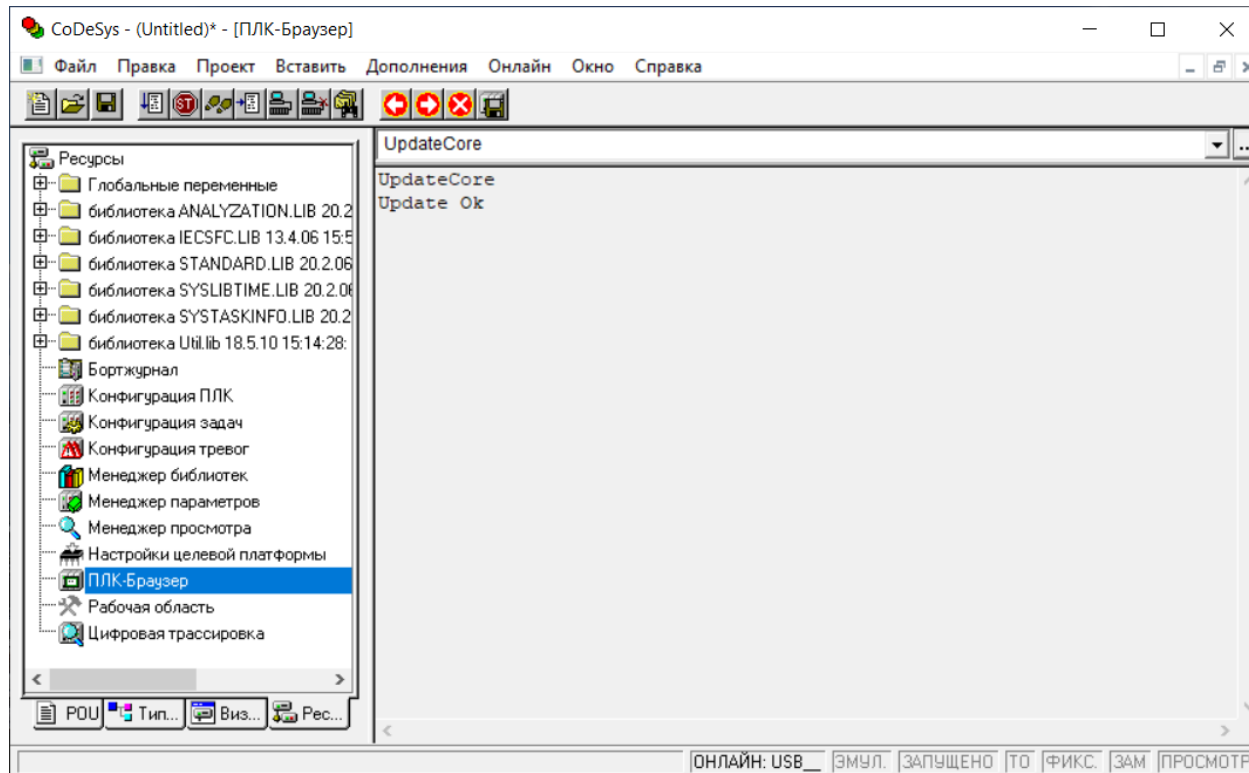 CoDeSys - (Untitled)* - [ПЛК-Браузер]
Файл Правка Проект Вставить Дополнения Онлайн Окно Справка
UpdateCore
Ресурсы
Глобальные переменные
библиотека ANALYZATION.LIB 20.2
библиотека IECSFC.LIB 13.4.06 15:5
библиотека STANDARD.LIB 20.2.06
библиотека SYSLIBTIME.LIB 20.2.06
библиотека SYSTASKINFO.LIB 20.2
библиотека Util.lib 18.5.10 15:14:28:
Бортжурнал
Конфигурация ПЛК
Конфигурация задач
Конфигурация тревог
Менеджер библиотек
Менеджер параметров
Менеджер просмотра
Настройки целевой платформы
ПЛК-Браузер
Рабочая область
Цифровая трассировка
POU Тип... Виз... Рес...
UpdateCore
Update Ok
ОНЛАЙН: USB__ ЭМУЛ. ЗАПУЩЕНО ТО ФИКС. ЗАМ ПРОСМОТР